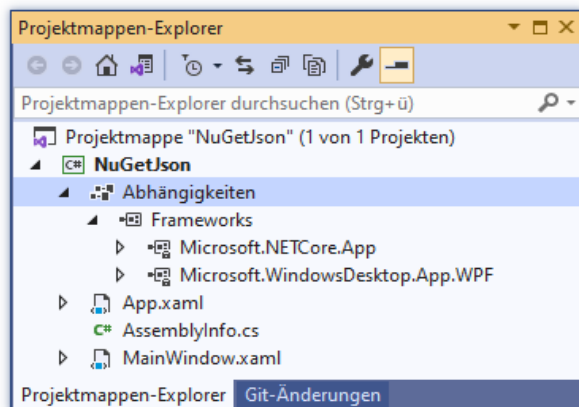 Projektmappen-Explorer
Projektmappen-Explorer durchsuchen (Strg+ü)
Projektmappe "NuGetJson" (1 von 1 Projekten)
C# NuGetJson
Abhängigkeiten
Frameworks
Microsoft.NETCore.App
Microsoft.WindowsDesktop.App.WPF
App.xaml
C# AssemblyInfo.cs
MainWindow.xaml
Projektmappen-Explorer Git-Änderungen